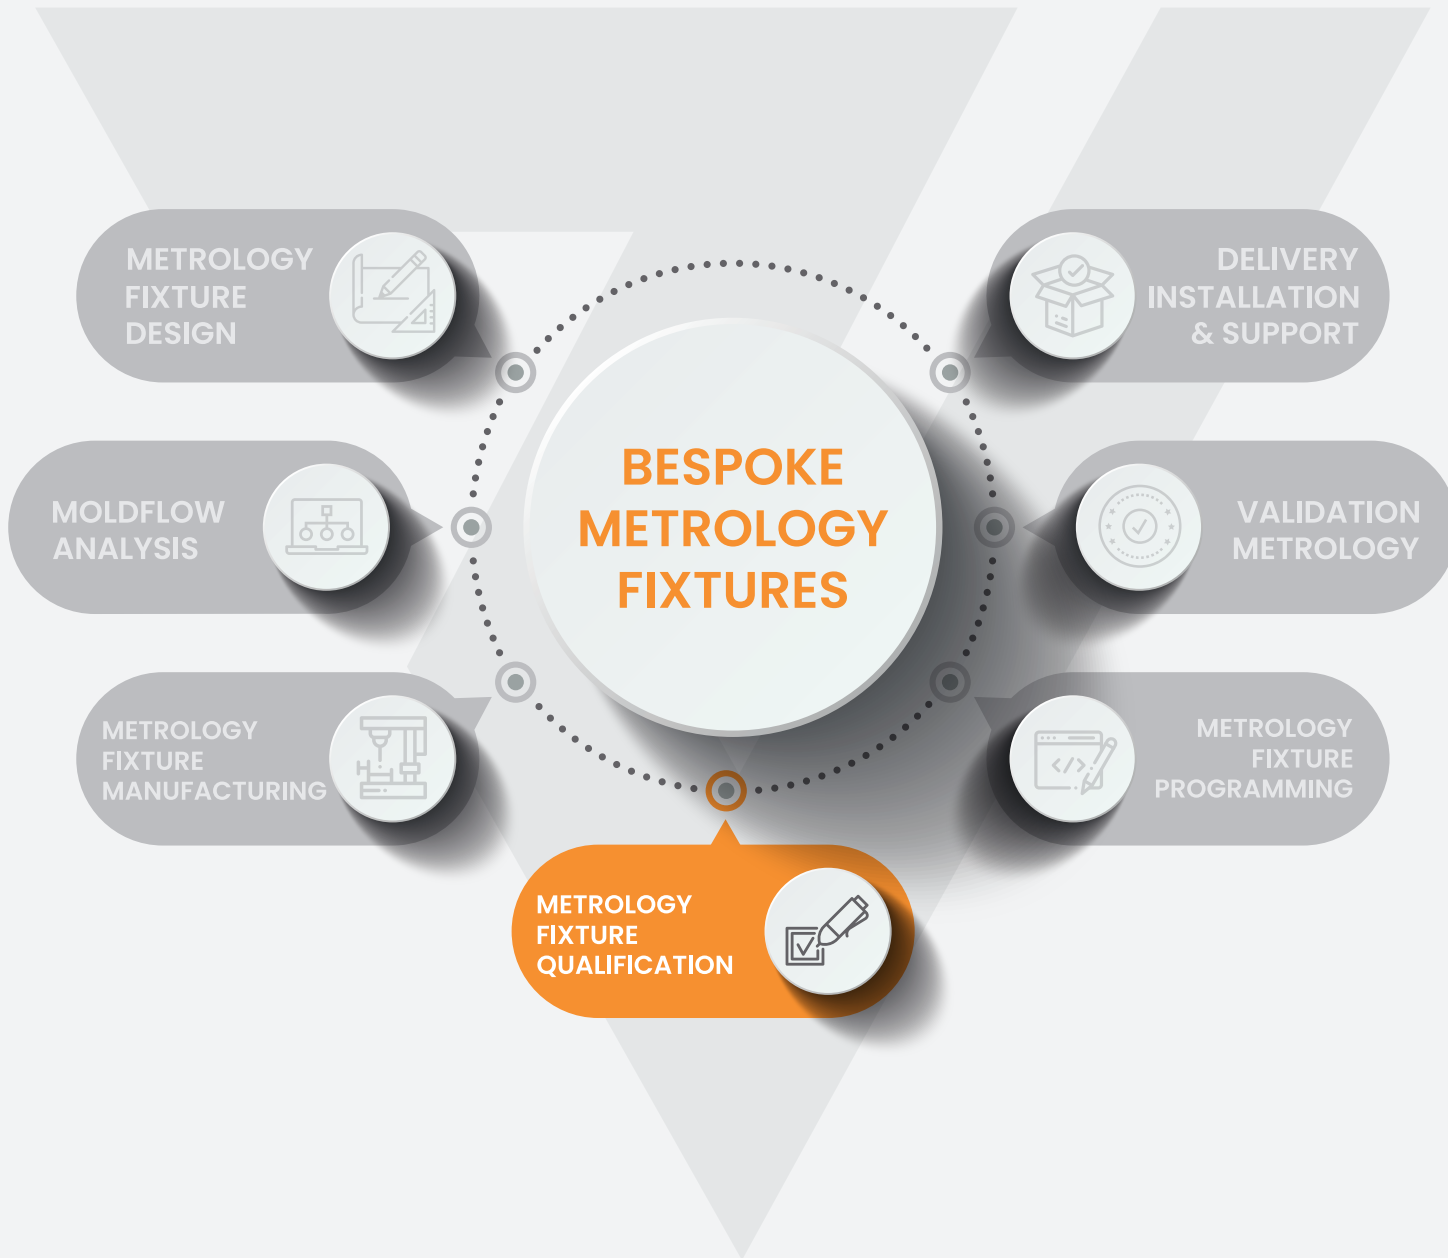 METROLOGY
FIXTURE
DESIGN
MOLDFLOW
ANALYSIS
METROLOGY
FIXTURE
MANUFACTURING
BESPOKE
METROLOGY
FIXTURES
METROLOGY
FIXTURE
QUALIFICATION
DELIVERY
INSTALLATION
& SUPPORT
VALIDATION
METROLOGY
METROLOGY
FIXTURE
PROGRAMMING